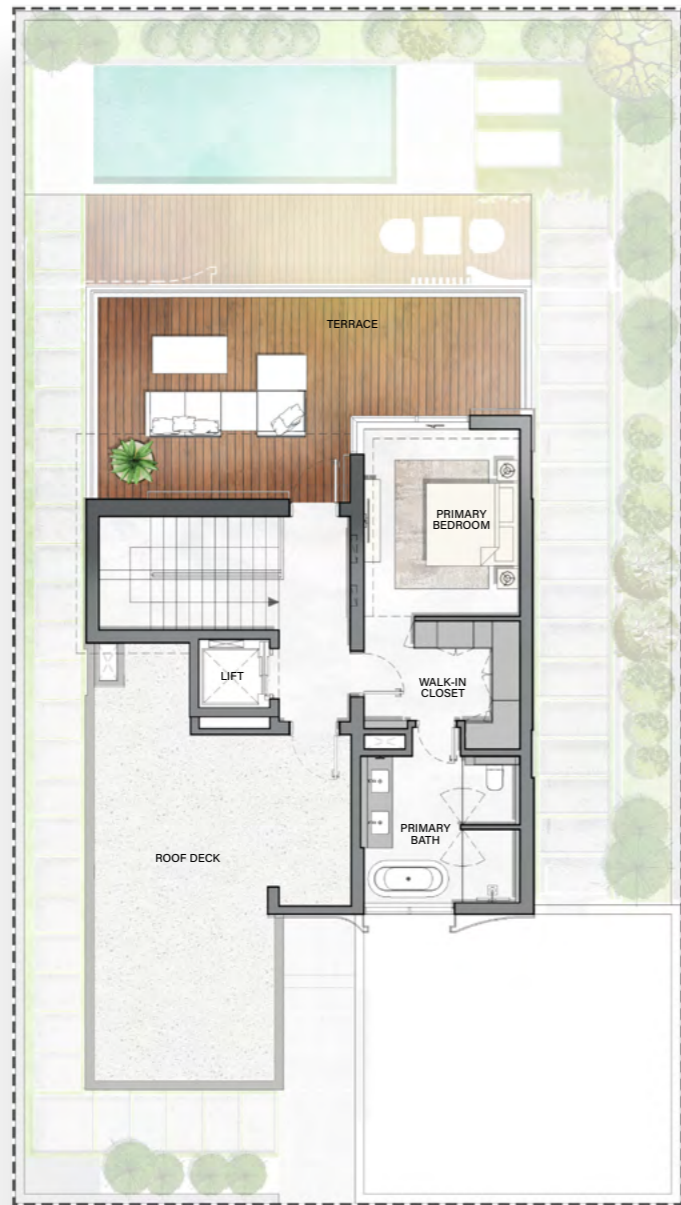 TERRACE
PRIMARY
BEDROOM
LIFT
WALK-IN
CLOSET
PRIMARY
BATH
ROOF DECK